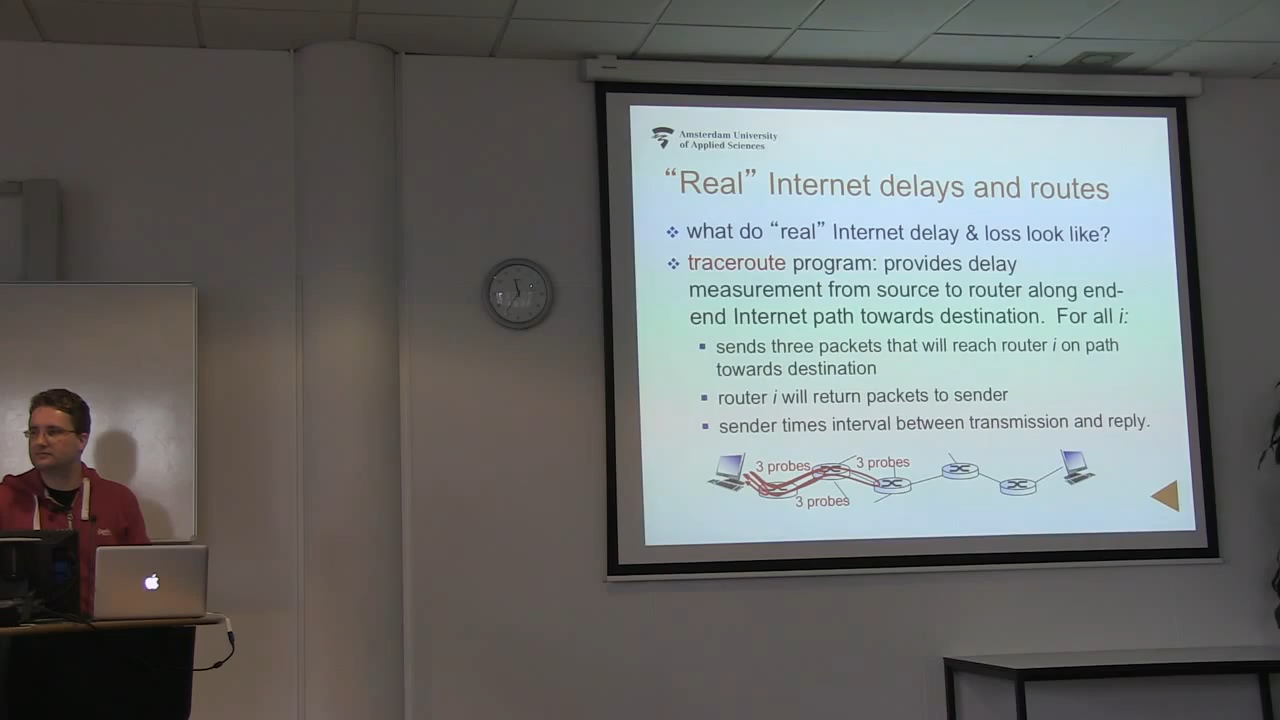 Amsterdam University
of Applied Sciences
“Real” Internet delays and routes
what do “real” Internet delay & loss look like?
traceroute program: provides delay
measurement from source to router along end-
end Internet path towards destination. For all i:
sends three packets that will reach router i on path
towards destination
router i will return packets to sender
sender times interval between transmission and reply.
3 probes
3 probes
3 probes